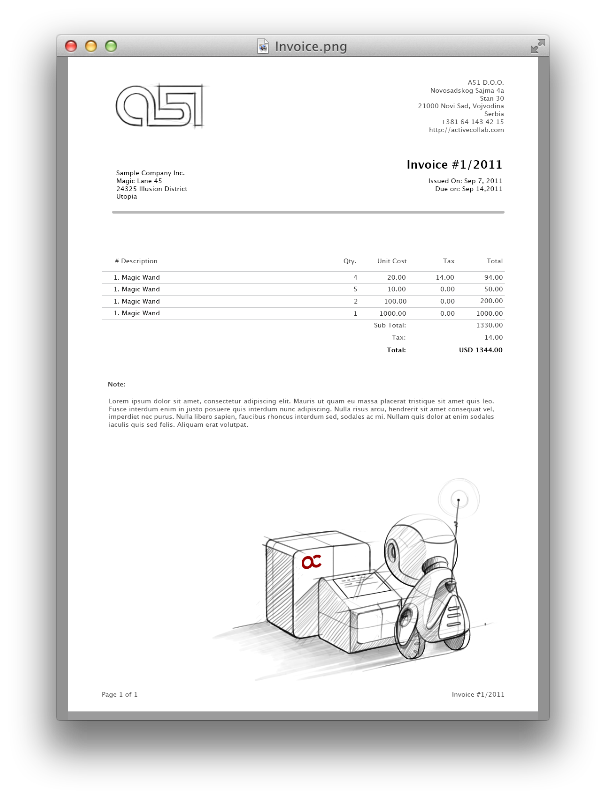 Invoice.png
a51
A51 D.O.O.
Novosadskog Sajma 4a
Stan 30
21000 Novi Sad, Vojvodina
Serbia
+381 64 143 42 15
http://activecollab.com
Invoice #1/2011
Sample Company Inc.
Magic Lane 45
24325 Illusion District
Utopia
Issued On: Sep 7, 2011
Due on: Sep 14,2011
# Description Qty. Unit Cost Tax Total
1. Magic Wand 4 20.00 14.00 94.00
1. Magic Wand 5 10.00 0.00 50.00
1. Magic Wand 2 100.00 0.00 200.00
1. Magic Wand 1 1000.00 0.00 1000.00
Sub Total: 1330.00
Tax: 14.00
Total: USD 1344.00
Note:
Lorem ipsum dolor sit amet, consectetur adipiscing elit. Mauris ut quam eu massa placerat tristique sit amet quis leo.
Fusce interdum enim in justo posuere quis interdum nunc adipiscing. Nulla risus arcu, hendrerit sit amet consequat vel,
imperdiet nec purus. Nulla libero sapien, faucibus rhoncus interdum sed, sodales ac mi. Nullam quis dolor at enim sodales
iaculis quis sed felis. Aliquam erat volutpat.
ac
Page 1 of 1
Invoice #1/2011